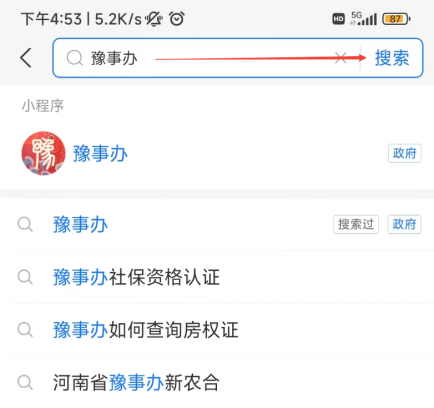 下午4:53 | 5.2K/s HD 5G 87
豫事办 搜索
小程序
豫
豫事办 政府
豫事办 搜索过 政府
豫事办社保资格认证
豫事办如何查询房权证
河南省豫事办新农合